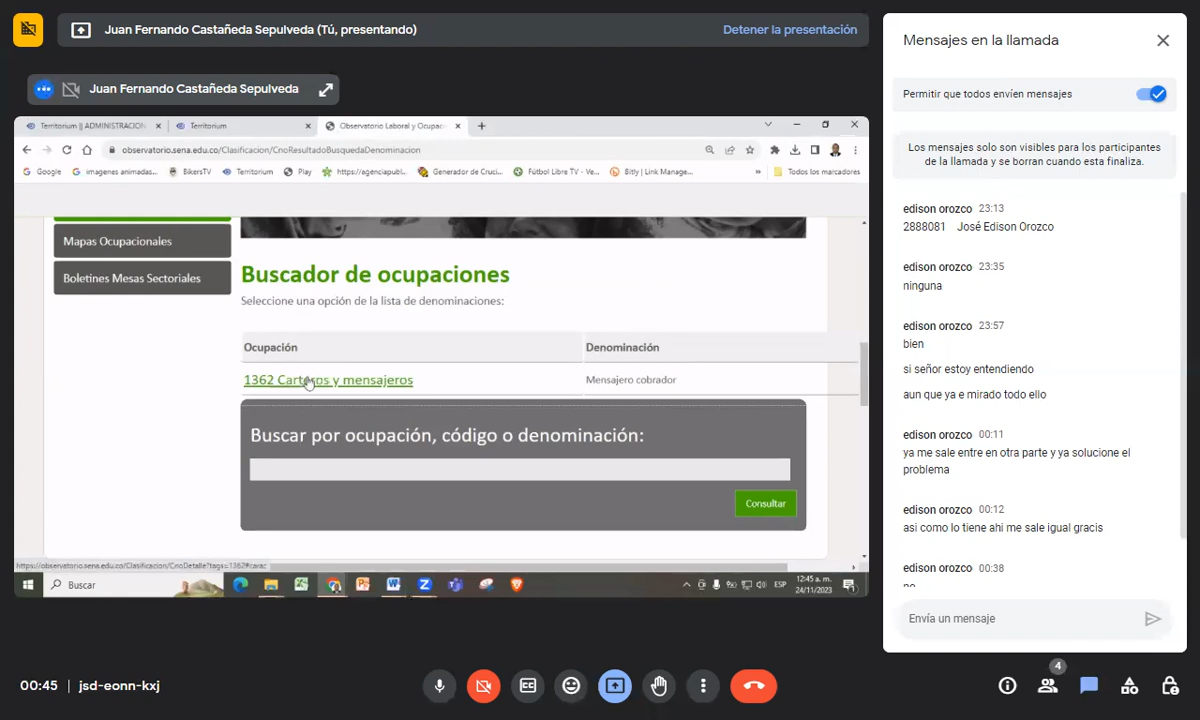 Juan Fernando Castañeda Sepulveda (Tú, presentando)
Detener la presentación
Juan Fernando Castañeda Sepulveda
Territorium || ADMINISTRACION
Territorium
Observatorio Laboral y Ocupac
observatorio.sena.edu.co/Clasificacion/CnoResultadoBusquedaDenominacion
Google
imagenes animadas...
BikersTV
Territorium
Play
https://agenciapubl...
Generador de Cruci...
Fútbol Libre TV - Ve...
Bitly | Link Manage...
»
Todos los marcadores
Mapas Ocupacionales
Boletines Mesas Sectoriales
Buscador de ocupaciones
Seleccione una opción de la lista de denominaciones:
Ocupación
Denominación
1362 Carteros y mensajeros
Mensajero cobrador
Buscar por ocupación, código o denominación:
Consultar
https://observatorio.sena.edu.co/Clasificacion/CnoDetalle?tags=1362#carac
Buscar
ESP
12:45 a. m.
24/11/2023
Mensajes en la llamada
Permitir que todos envíen mensajes
Los mensajes solo son visibles para los participantes
de la llamada y se borran cuando esta finaliza.
edison orozco 23:13
2888081 José Edison Orozco
edison orozco 23:35
ninguna
edison orozco 23:57
bien
si señor estoy entendiendo
aun que ya e mirado todo ello
edison orozco 00:11
ya me sale entre en otra parte y ya solucione el
problema
edison orozco 00:12
asi como lo tiene ahi me sale igual gracis
edison orozco 00:38
no
Envía un mensaje
00:45 | jsd-eonn-kxj
4